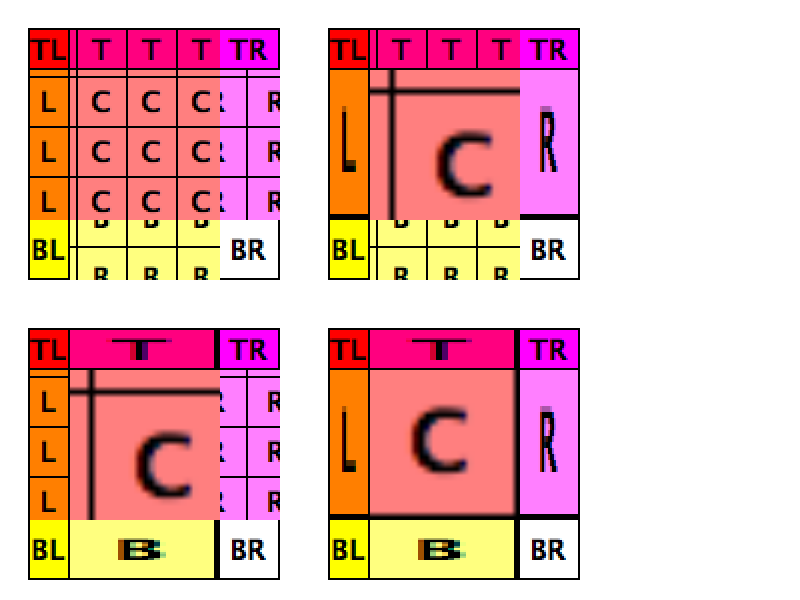 TL T T T TR TL T T T TR
L C C C R
L C C C R L C R
L C C C R
BL B B B BR BL B B B BR
TL T TR TL T TR
L R
L C R L C R
L R
BL B BR BL B BR